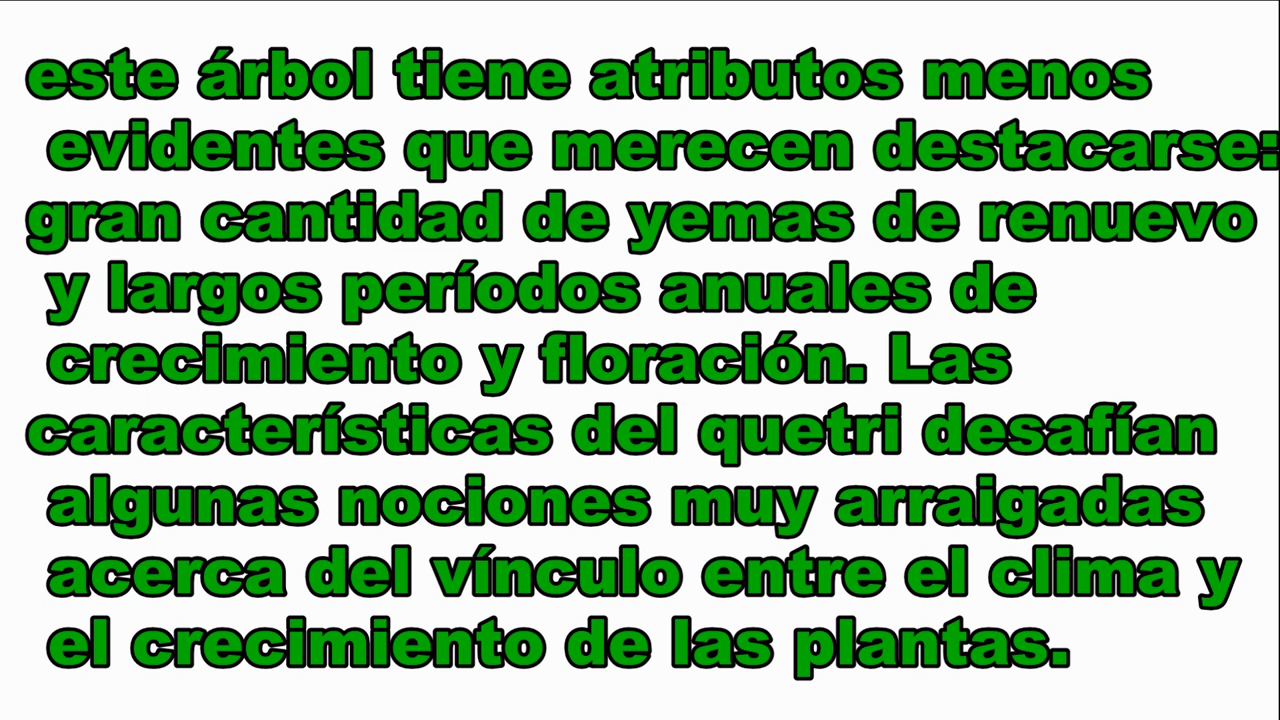 este árbol tiene atributos menos
evidentes que merecen destacarse:
gran cantidad de yemas de renuevo
y largos períodos anuales de
crecimiento y floración. Las
características del quetri desafían
algunas nociones muy arraigadas
acerca del vínculo entre el clima y
el crecimiento de las plantas.